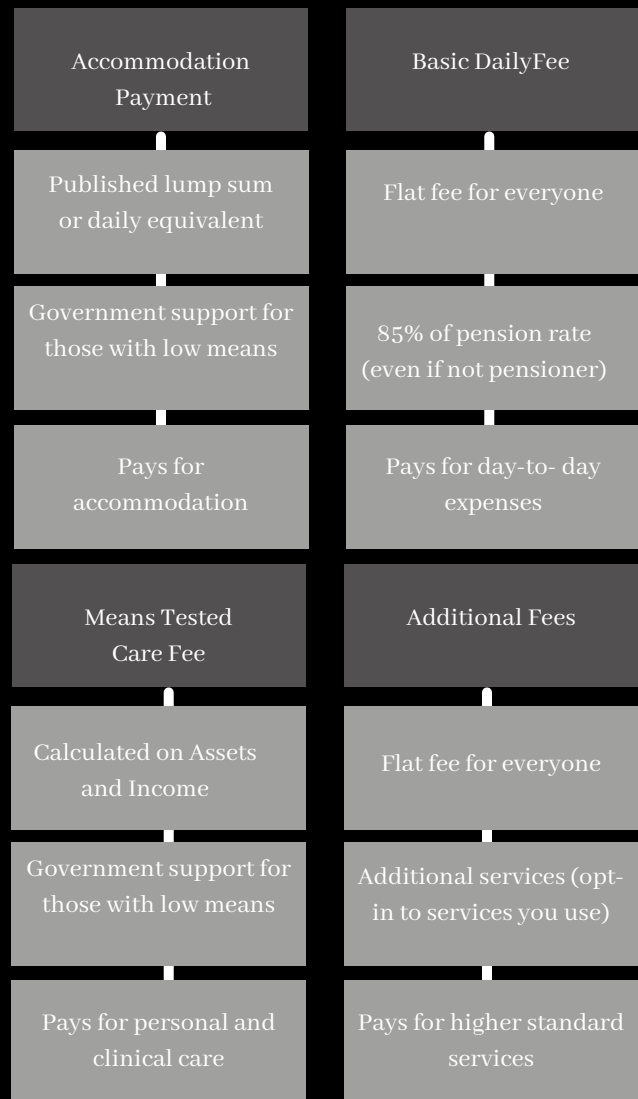 Accommodation
Payment
Published lump sum
or daily equivalent
Government support for
those with low means
Pays for
accommodation
Basic DailyFee
Flat fee for everyone
85% of pension rate
(even if not pensioner)
Pays for day-to- day
expenses
Means Tested
Care Fee
Calculated on Assets
and Income
Government support for
those with low means
Pays for personal and
clinical care
Additional Fees
Flat fee for everyone
Additional services (opt-
in to services you use)
Pays for higher standard
services